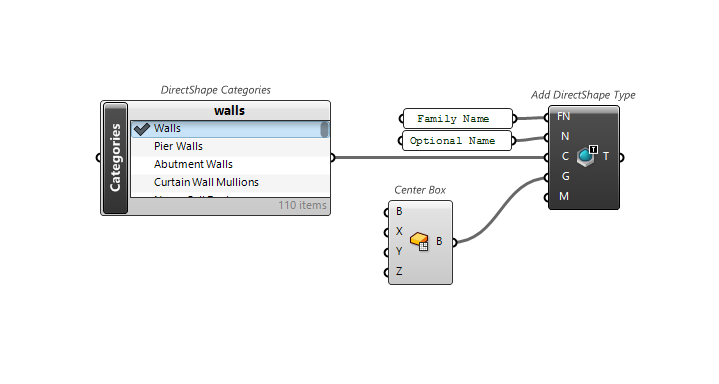 DirectShape Categories
Categories
walls
Walls
Pier Walls
Abutment Walls
Curtain Wall Mullions
110 items
Family Name
Optional Name
Center Box
B
X
Y
Z
B
Add DirectShape Type
FN
N
C
G
M
T
T